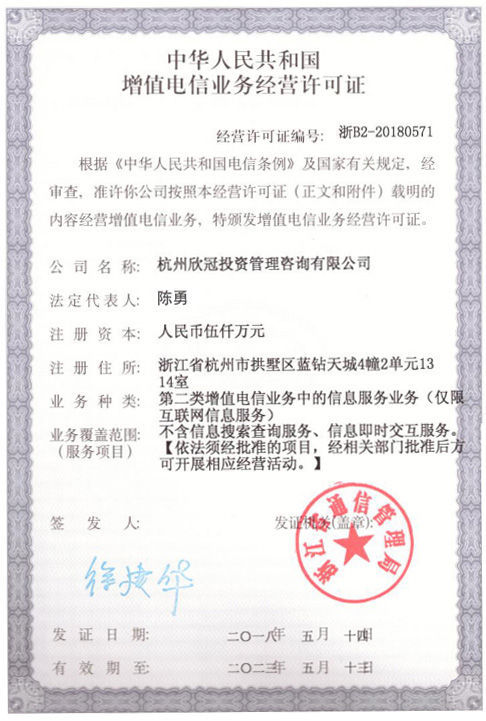 中华人民共和国
增值电信业务经营许可证
经营许可证编号: 浙B2-20180571
根据《中华人民共和国电信条例》及国家有关规定，经
审查，准许你公司按照本经营许可证（正文和附件）载明的
内容经营增值电信业务，特颁发增值电信业务经营许可证。
公司名称: 杭州欣冠投资管理咨询有限公司
法定代表人: 陈勇
注册资本: 人民币伍仟万元
注册住所: 浙江省杭州市拱墅区蓝钻天城4幢2单元13
14室
业务种类: 第二类增值电信业务中的信息服务业务（仅限
互联网信息服务）
业务覆盖范围: 不含信息搜索查询服务、信息即时交互服务。
（服务项目） 【依法须经批准的项目，经相关部门批准后方
可开展相应经营活动。】
签发人: 发证机关(盖章):
浙江省通信管理局
发证日期: 二〇一八年 五月 十四日
有效期至: 二〇二三年 五月 十三日